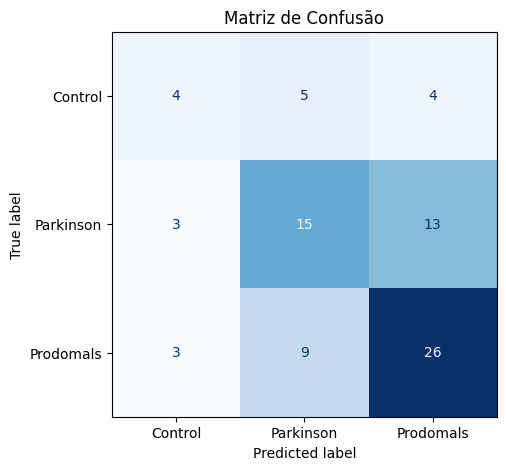 Matriz de Confusão
True label
Control 4 5 4
Parkinson 3 15 13
Prodomals 3 9 26
Control Parkinson Prodomals
Predicted label